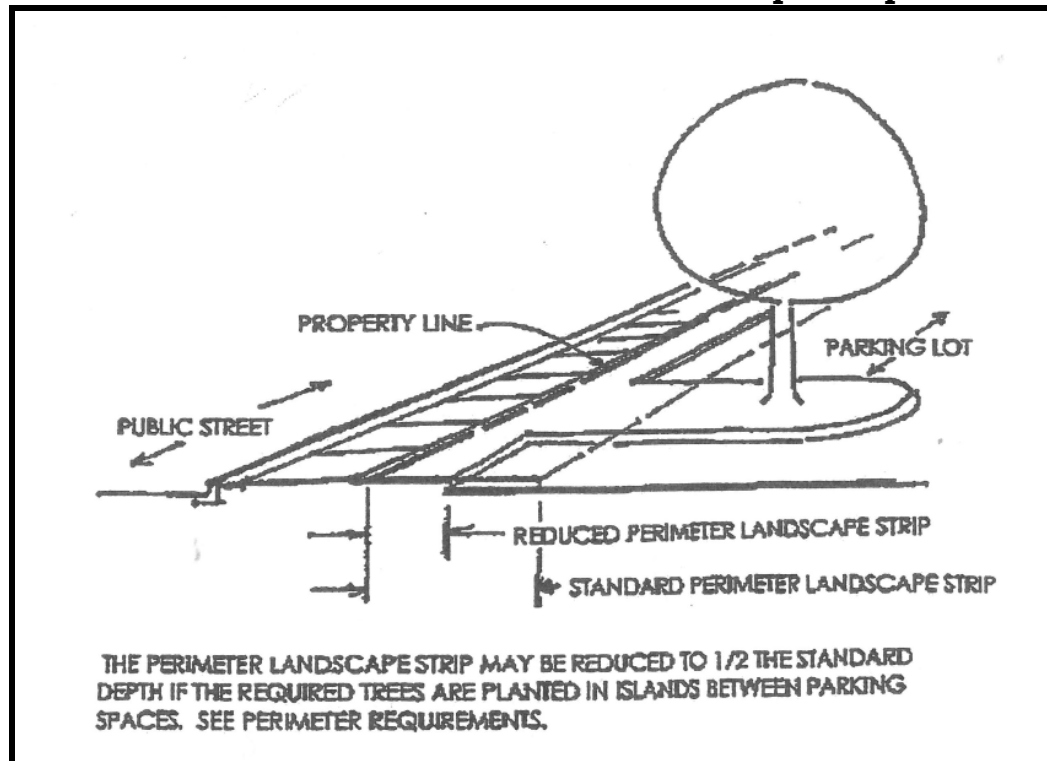 PROPERTY LINE
PARKING LOT
PUBLIC STREET
REDUCED PERIMETER LANDSCAPE STRIP
STANDARD PERIMETER LANDSCAPE STRIP
THE PERIMETER LANDSCAPE STRIP MAY BE REDUCED TO 1/2 THE STANDARD
DEPTH IF THE REQUIRED TREES ARE PLANTED IN ISLANDS BETWEEN PARKING
SPACES. SEE PERIMETER REQUIREMENTS.